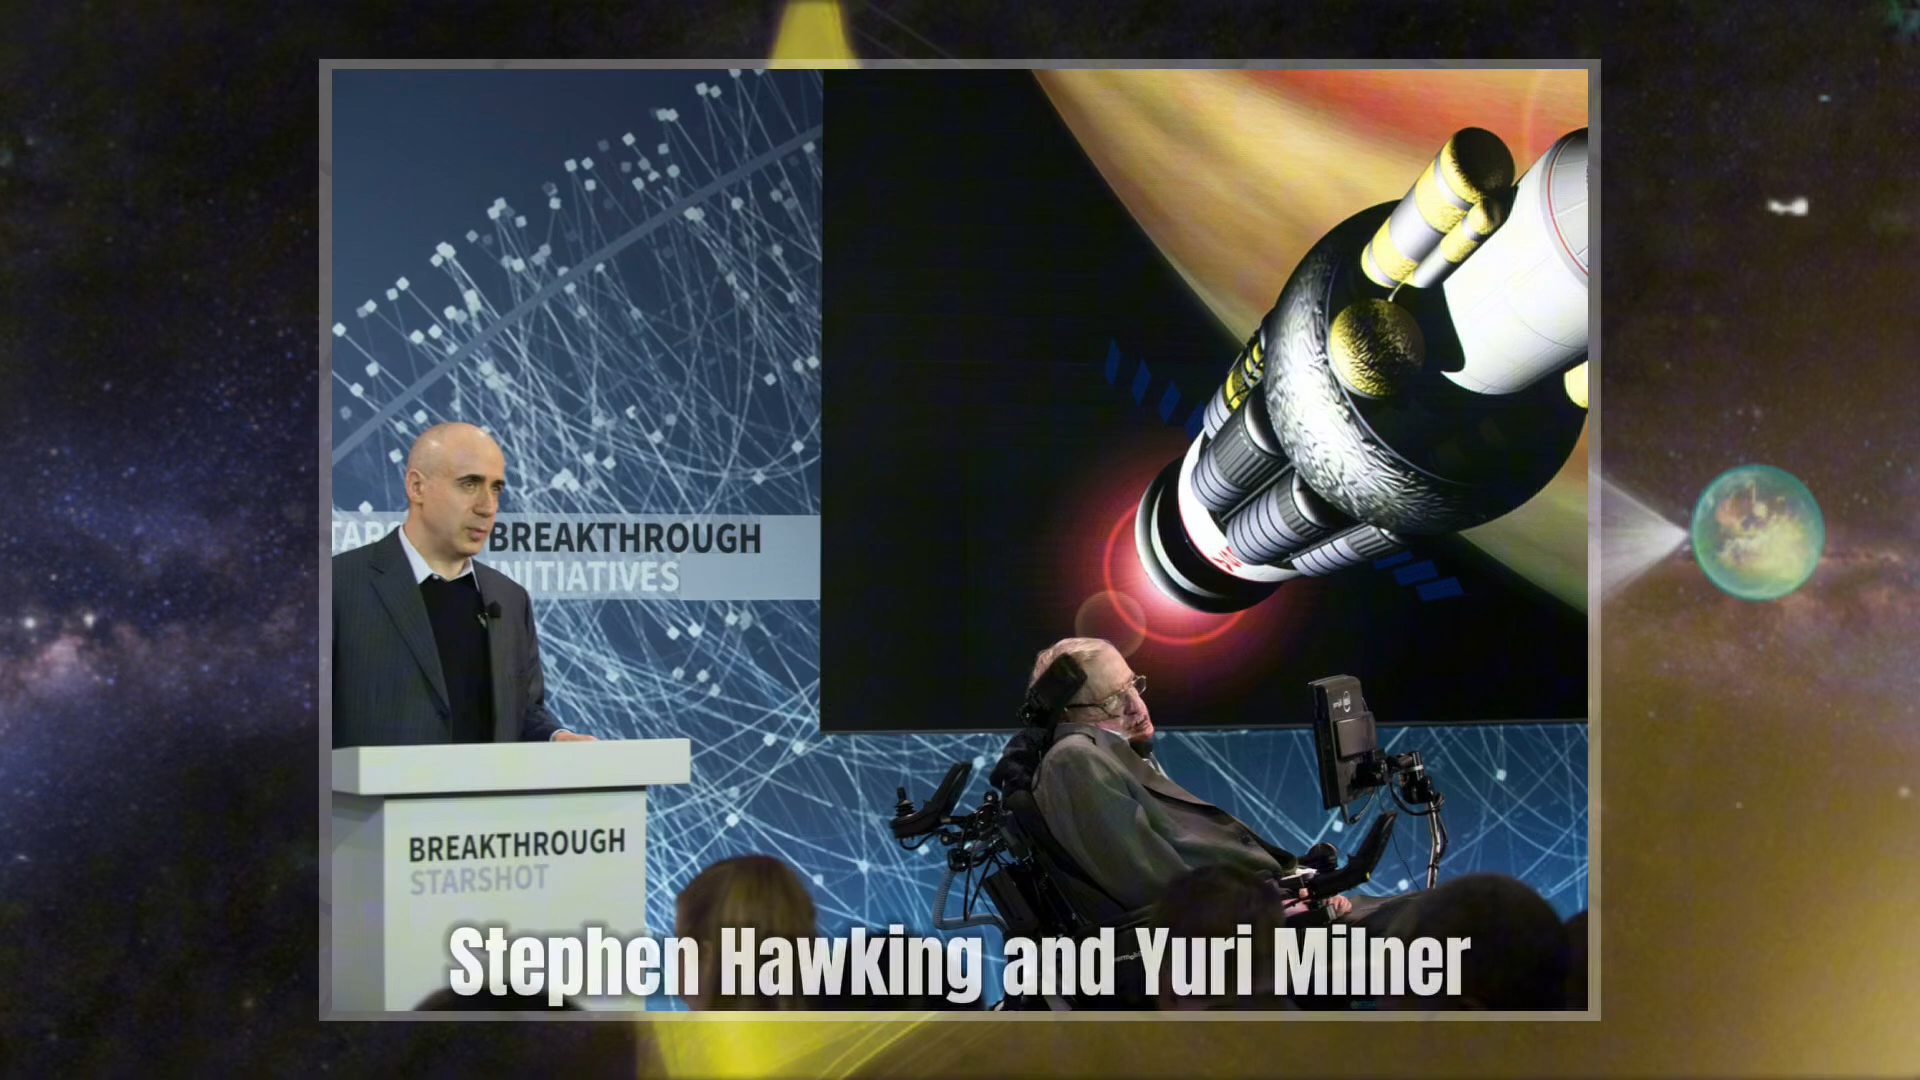 BREAKTHROUGH
INITIATIVES
BREAKTHROUGH
STARSHOT
Stephen Hawking and Yuri Milner